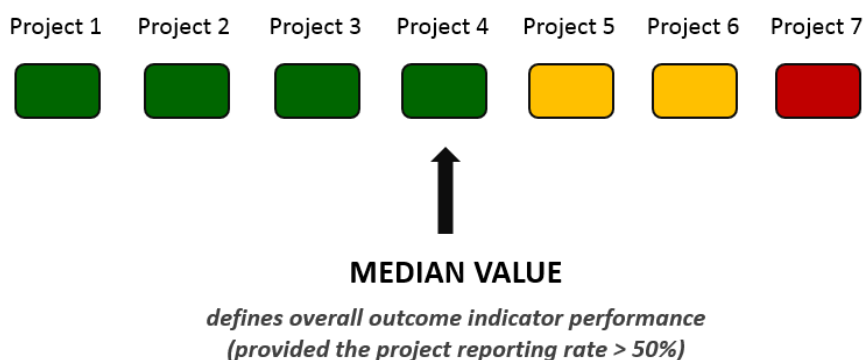 Project 1 Project 2 Project 3 Project 4 Project 5 Project 6 Project 7
MEDIAN VALUE
defines overall outcome indicator performance
(provided the project reporting rate > 50%)